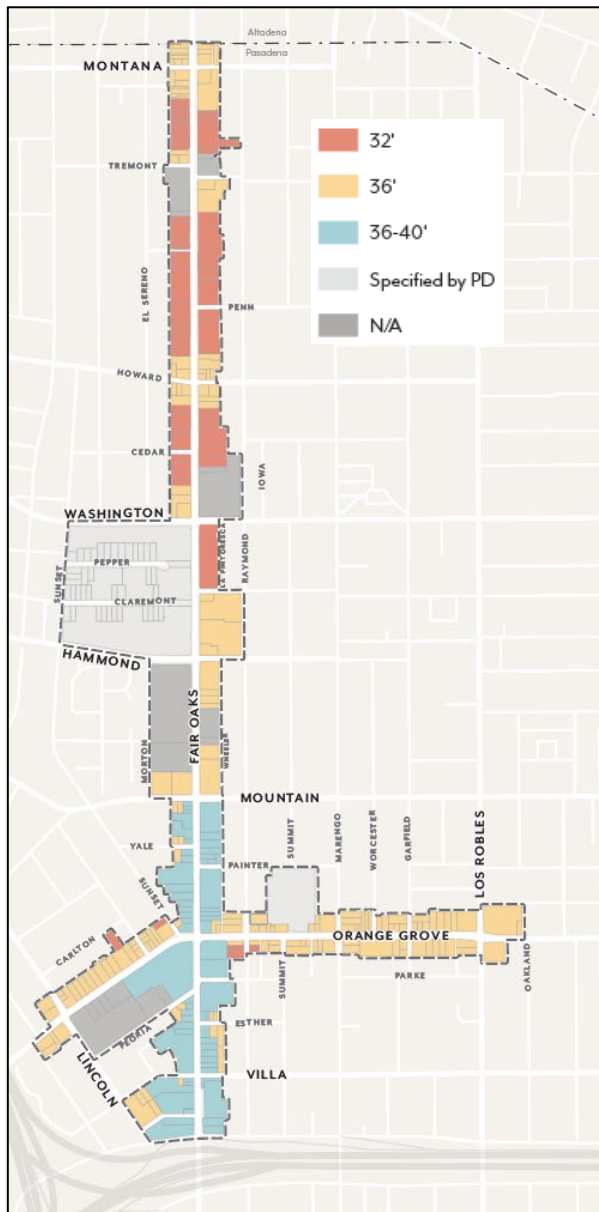 Altadena
Pasadena
MONTANA
32'
36'
36-40'
Specified by PD
N/A
TREMONT
EL SERENO
PENN
HOWARD
CEDAR
IOWA
WASHINGTON
LA PINTORESCA
RAYMOND
PEPPER
SUNSET
CLAREMONT
HAMMOND
FAIR OAKS
MORTON
WHEELER
MOUNTAIN
YALE
PAINTER
SUMMIT
MARENGO
WORCESTER
GARFIELD
LOS ROBLES
SUNSET
CARLTON
ORANGE GROVE
SUMMIT
PARKE
OAKLAND
PEORIA
ESTHER
LINCOLN
VILLA